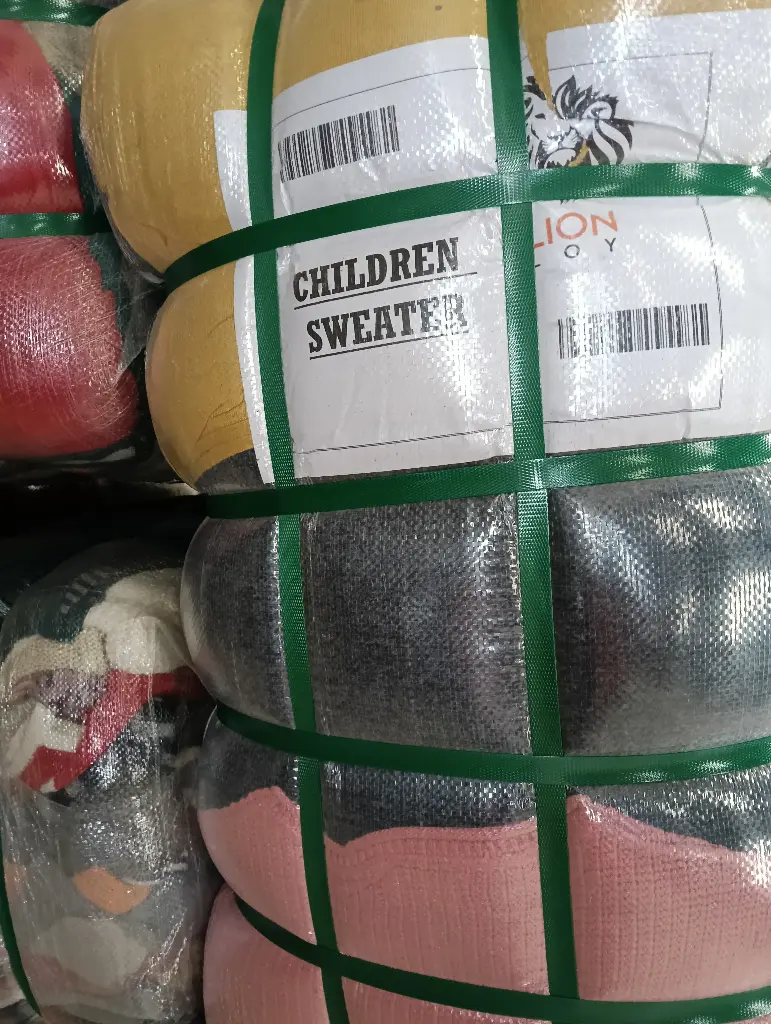 LION
O Y
CHILDREN
SWEATER